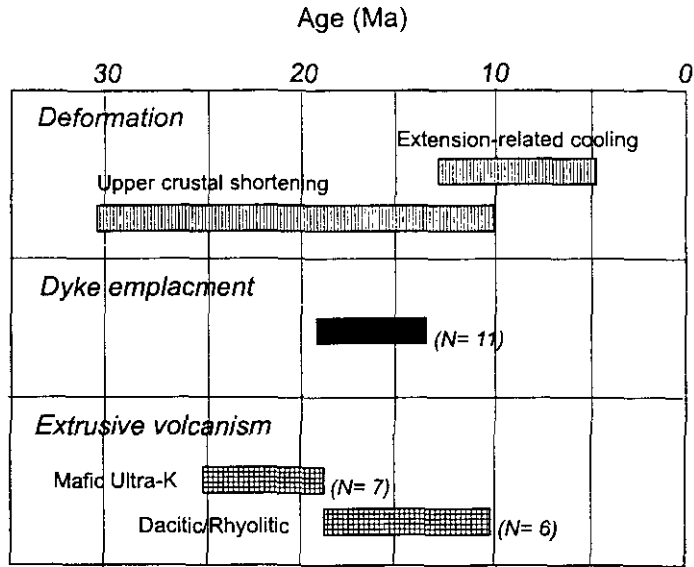 Age (Ma)
30 20 10 0
Deformation
Extension-related cooling
Upper crustal shortening
Dyke emplacment
(N= 11)
Extrusive volcanism
Mafic Ultra-K (N= 7)
Dacitic/Rhyolitic (N= 6)